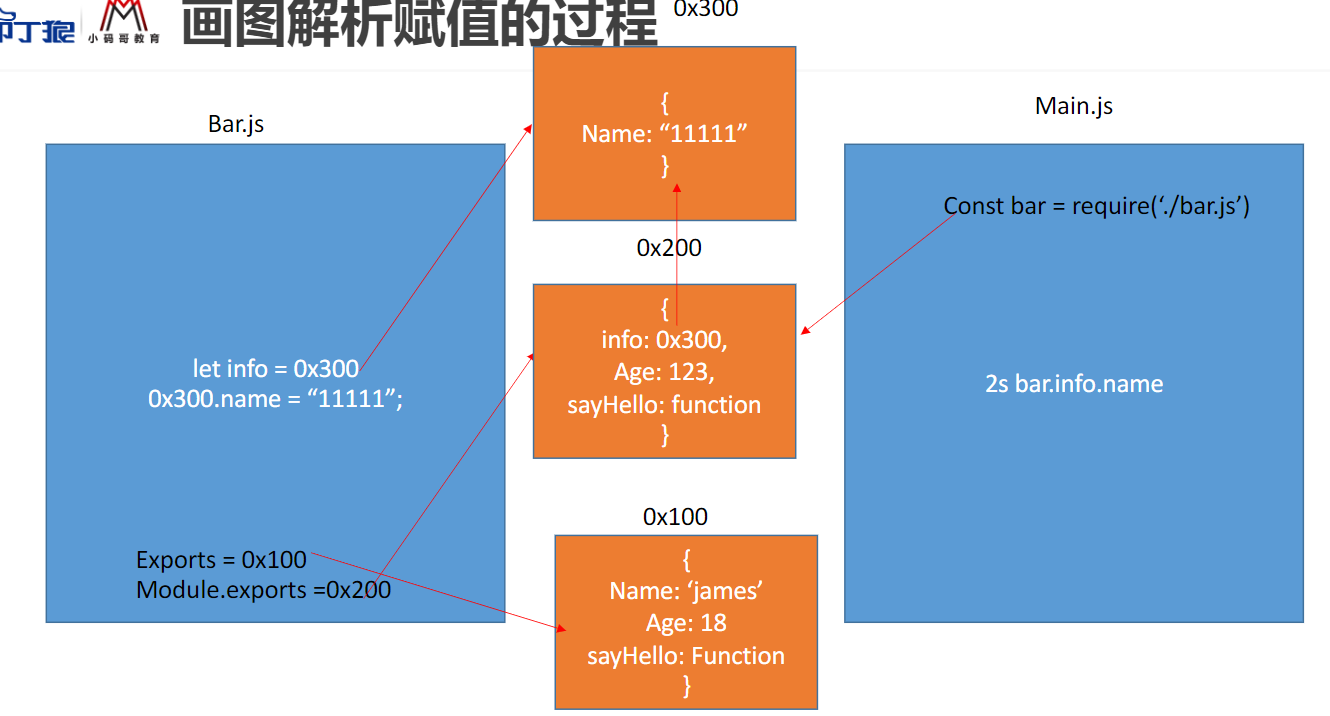 小码哥教育
画图解析赋值的过程
0x300
Bar.js
{
Name: “11111”
}
Main.js
let info = 0x300
0x300.name = “11111”;
Exports = 0x100
Module.exports =0x200
0x200
{
info: 0x300,
Age: 123,
sayHello: function
}
0x100
{
Name: ‘james’
Age: 18
sayHello: Function
}
Const bar = require(‘./bar.js’)
2s bar.info.name